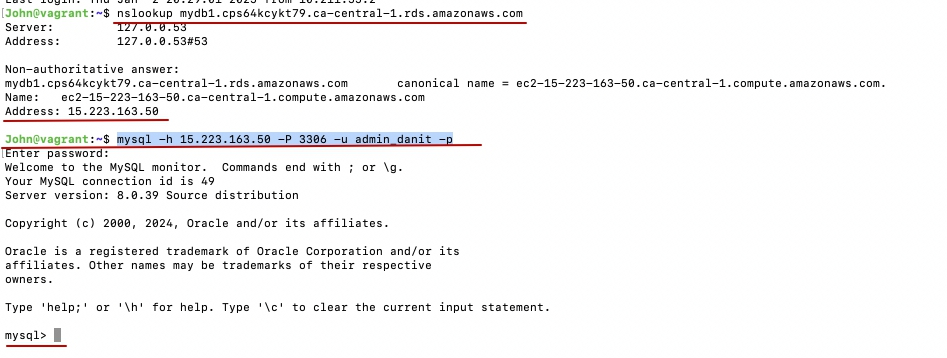 Last login: Thu Jan  2 20:29:01 2025 from 10.211.55.2
John@vagrant:~$ nslookup mydb1.cps64kcykt79.ca-central-1.rds.amazonaws.com
Server:         127.0.0.53
Address:        127.0.0.53#53
Non-authoritative answer:
mydb1.cps64kcykt79.ca-central-1.rds.amazonaws.com       canonical name = ec2-15-223-163-50.ca-central-1.compute.amazonaws.com.
Name:   ec2-15-223-163-50.ca-central-1.compute.amazonaws.com
Address: 15.223.163.50
John@vagrant:~$ mysql -h 15.223.163.50 -P 3306 -u admin_danit -p
Enter password:
Welcome to the MySQL monitor.  Commands end with ; or \g.
Your MySQL connection id is 49
Server version: 8.0.39 Source distribution
Copyright (c) 2000, 2024, Oracle and/or its affiliates.
Oracle is a registered trademark of Oracle Corporation and/or its
affiliates. Other names may be trademarks of their respective
owners.
Type 'help;' or '\h' for help. Type '\c' to clear the current input statement.
mysql>